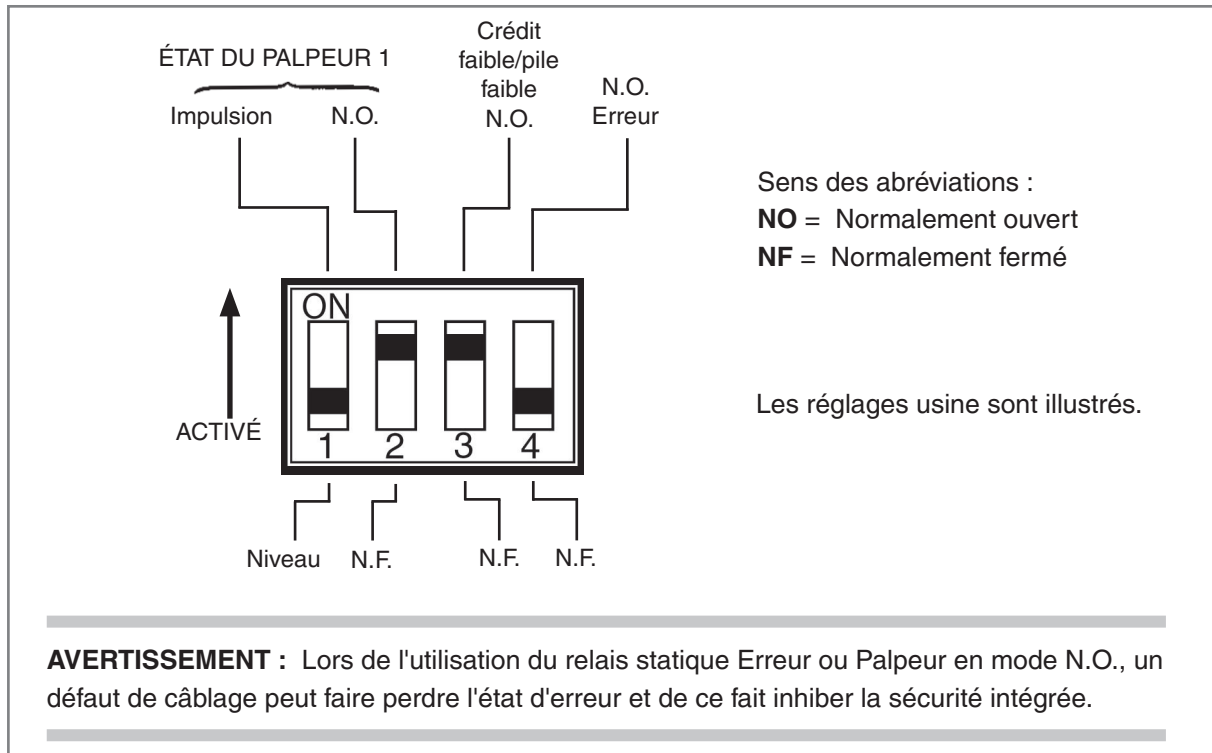 ÉTAT DU PALPEUR 1
Impulsion
N.O.
Crédit
faible/pile
faible
N.O.
N.O.
Erreur
Sens des abréviations :
NO = Normalement ouvert
NF = Normalement fermé
ON
ACTIVÉ
1 2 3 4
Les réglages usine sont illustrés.
Niveau N.F. N.F. N.F.
AVERTISSEMENT : Lors de l'utilisation du relais statique Erreur ou Palpeur en mode N.O., un
défaut de câblage peut faire perdre l'état d'erreur et de ce fait inhiber la sécurité intégrée.